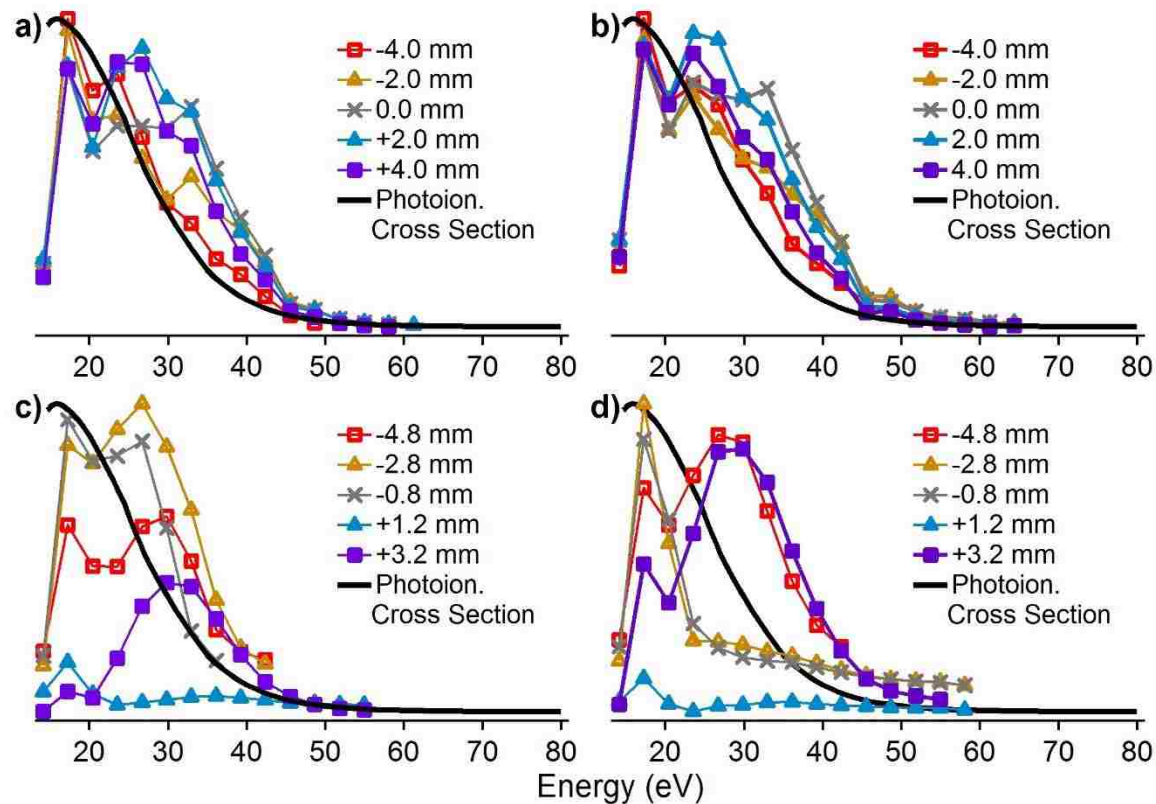 a)
-4.0 mm
-2.0 mm
0.0 mm
+2.0 mm
+4.0 mm
Photoion.
Cross Section
20 30 40 50 60 70 80
b)
-4.0 mm
-2.0 mm
0.0 mm
2.0 mm
4.0 mm
Photoion.
Cross Section
20 30 40 50 60 70 80
c)
-4.8 mm
-2.8 mm
-0.8 mm
+1.2 mm
+3.2 mm
Photoion.
Cross Section
20 30 40 50 60 70 80
d)
-4.8 mm
-2.8 mm
-0.8 mm
+1.2 mm
+3.2 mm
Photoion.
Cross Section
20 30 40 50 60 70 80
Energy (eV)